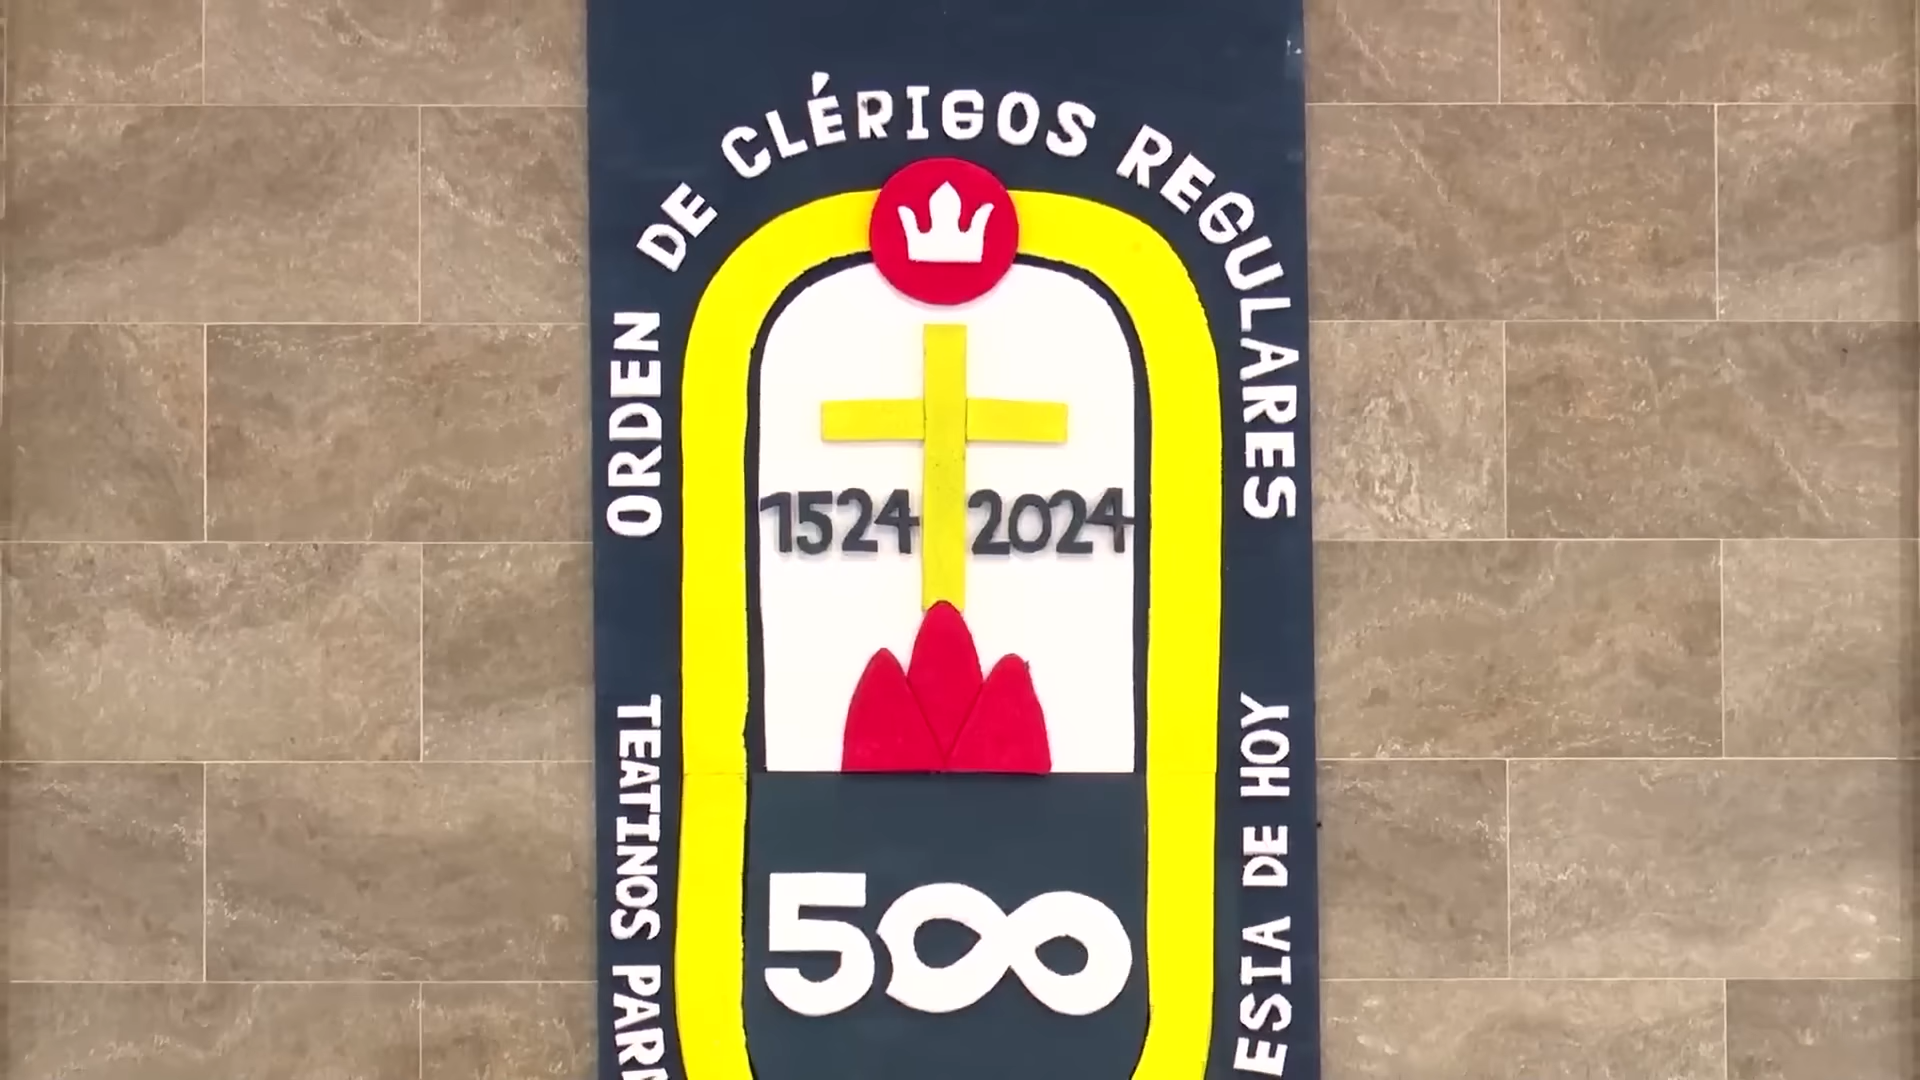 ORDEN DE CLÉRIGOS REGULARES
1524 2024
500
TEATINOS
DE HOY